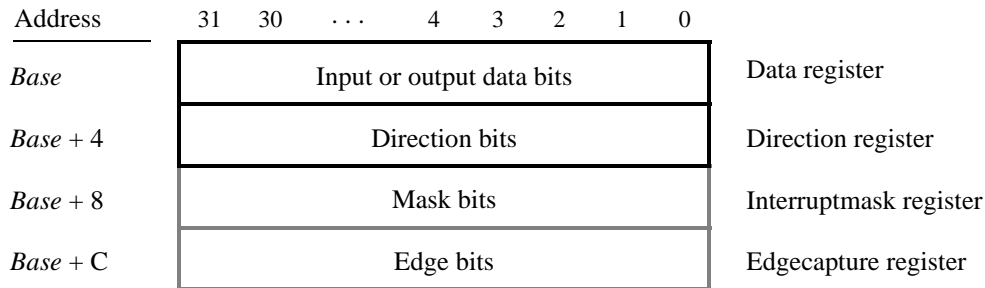 Address 31 30 · · · 4 3 2 1 0
Base Input or output data bits Data register
Base + 4 Direction bits Direction register
Base + 8 Mask bits Interruptmask register
Base + C Edge bits Edgecapture register